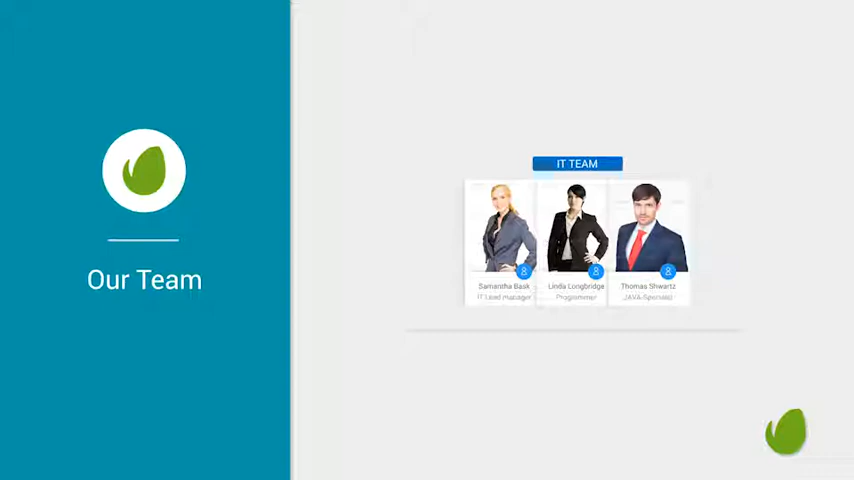 Our Team
IT TEAM
Samantha Bask
IT Lead manager
Linda Longbridge
Programmer
Thomas Shwartz
JAVA-Specialist